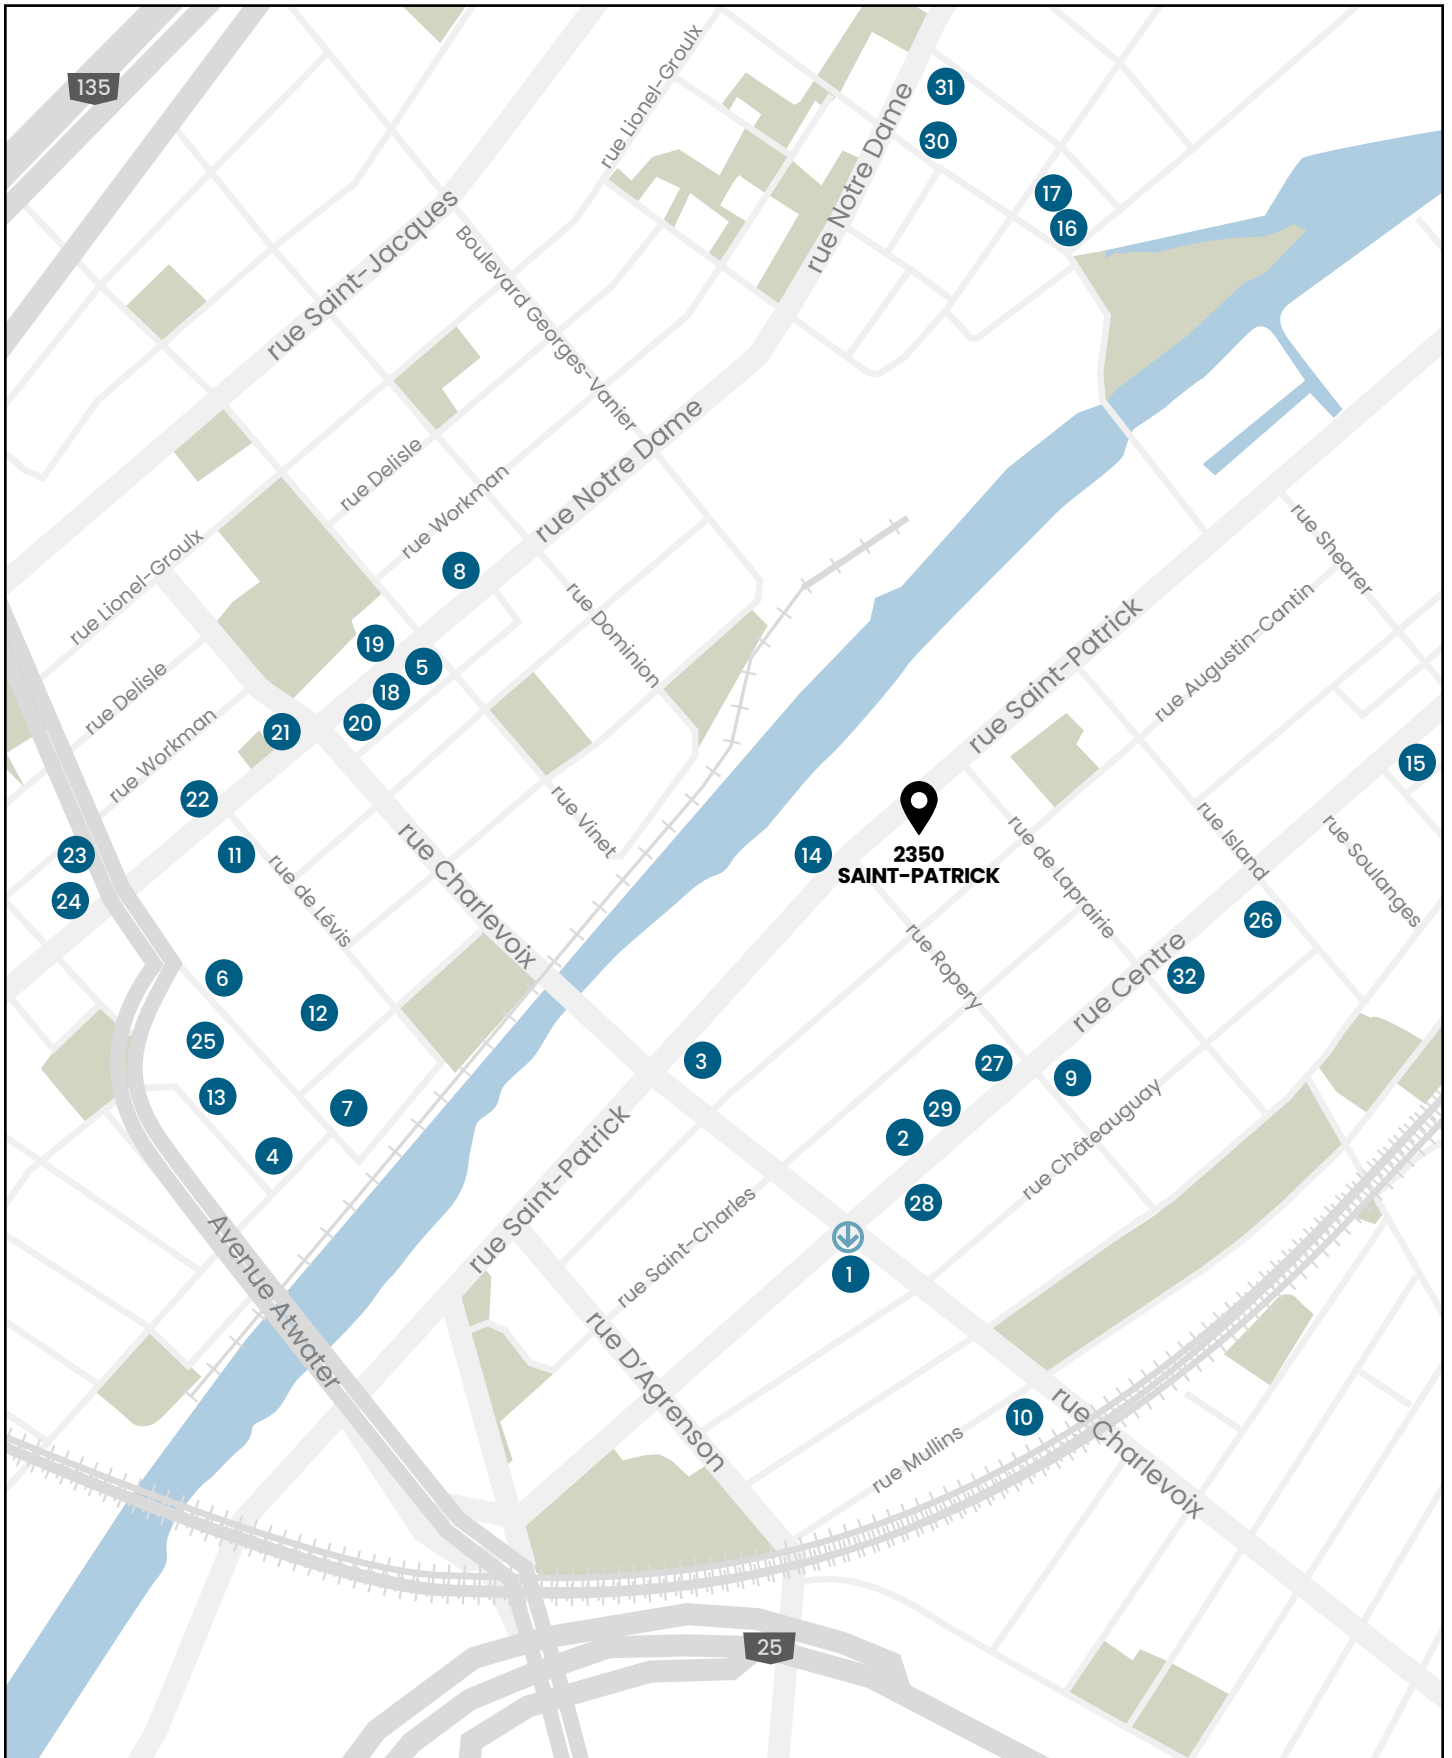 135
rue Lionel-Groulx
31
rue Notre Dame
30
17
16
rue Saint-Jacques
Boulevard Georges-Vanier
rue Delisle
rue Workman
rue Notre Dame
8
rue Shearer
rue Lionel-Groulx
rue Dominion
rue Augustin-Cantin
19
5
18
20
21
rue Saint-Patrick
rue Delisle
rue Workman
22
15
23
11
24
rue de Lévis
rue Charlevoix
rue Vinet
14
2350
SAINT-PATRICK
rue de Laprairie
rue Island
rue Soulanges
26
32
rue Centre
rue Ropery
6
12
25
13
7
4
3
27
9
29
2
28
rue Châteauguay
rue Saint-Patrick
rue Saint-Charles
1
Avenue Atwater
rue D'Agrenson
10
rue Mullins
rue Charlevoix
25